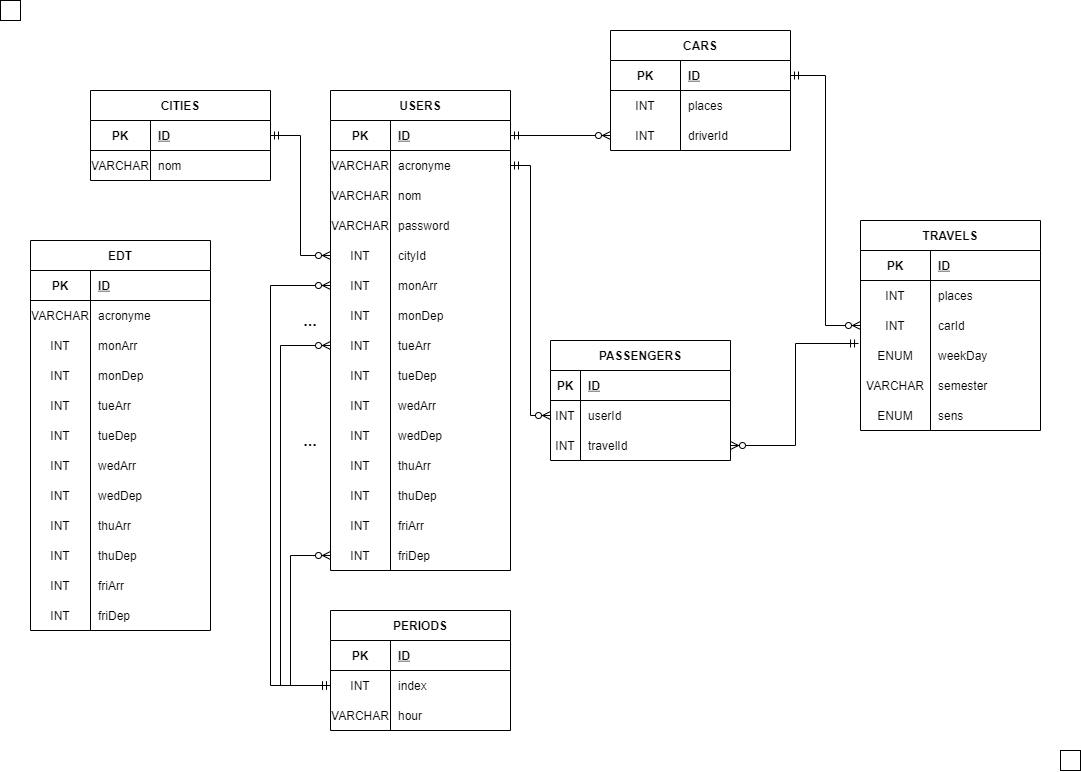 CARS
PK ID
INT places
INT driverId
CITIES
PK ID
VARCHAR nom
USERS
PK ID
VARCHAR acronyme
VARCHAR nom
VARCHAR password
INT cityId
INT monArr
INT monDep
INT tueArr
INT tueDep
INT wedArr
INT wedDep
INT thuArr
INT thuDep
INT friArr
INT friDep
...
...
EDT
PK ID
VARCHAR acronyme
INT monArr
INT monDep
INT tueArr
INT tueDep
INT wedArr
INT wedDep
INT thuArr
INT thuDep
INT friArr
INT friDep
TRAVELS
PK ID
INT places
INT carId
ENUM weekDay
VARCHAR semester
ENUM sens
PASSENGERS
PK ID
INT userId
INT travelId
PERIODS
PK ID
INT index
VARCHAR hour